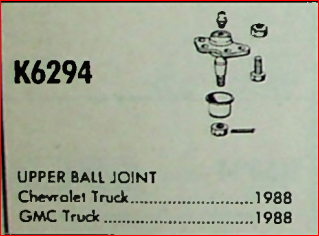 K6294
UPPER BALL JOINT
Chevrolet Truck......................1988
GMC Truck..........................1988